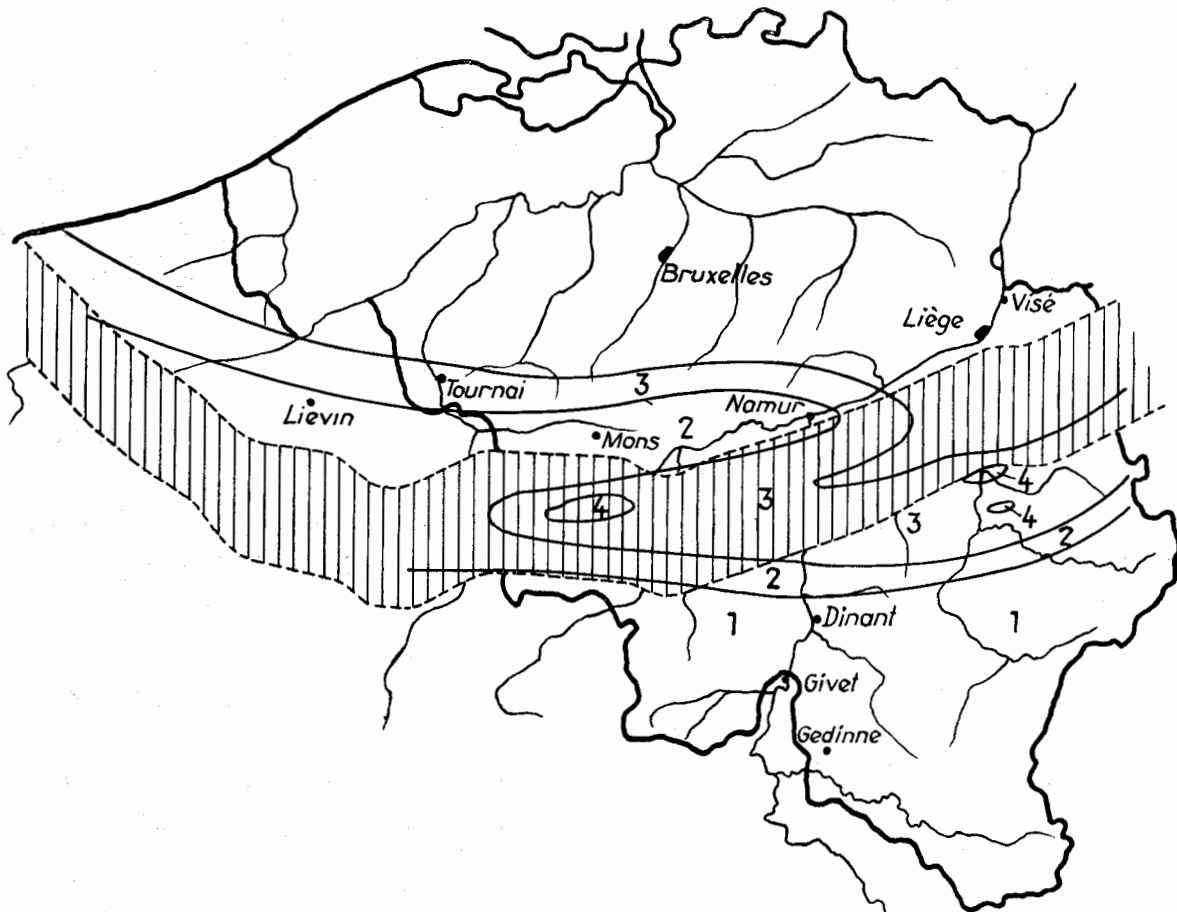 Bruxelles
Visé
Liège
Tournai
3
Liévin
Namur
2
Mons
4
3
4
3
4
2
2
1
Dinant
1
Givet
Gedinne